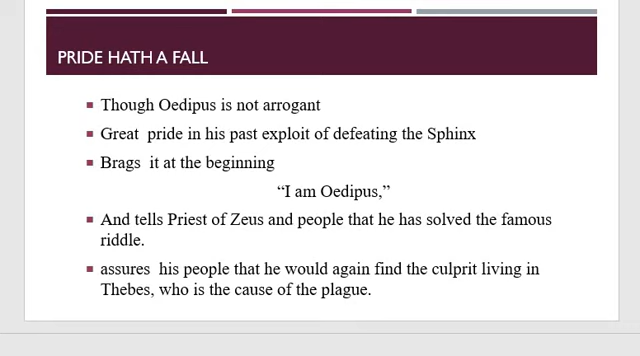 PRIDE HATH A FALL
Though Oedipus is not arrogant
Great pride in his past exploit of defeating the Sphinx
Brags it at the beginning
“I am Oedipus,”
And tells Priest of Zeus and people that he has solved the famous
riddle.
assures his people that he would again find the culprit living in
Thebes, who is the cause of the plague.